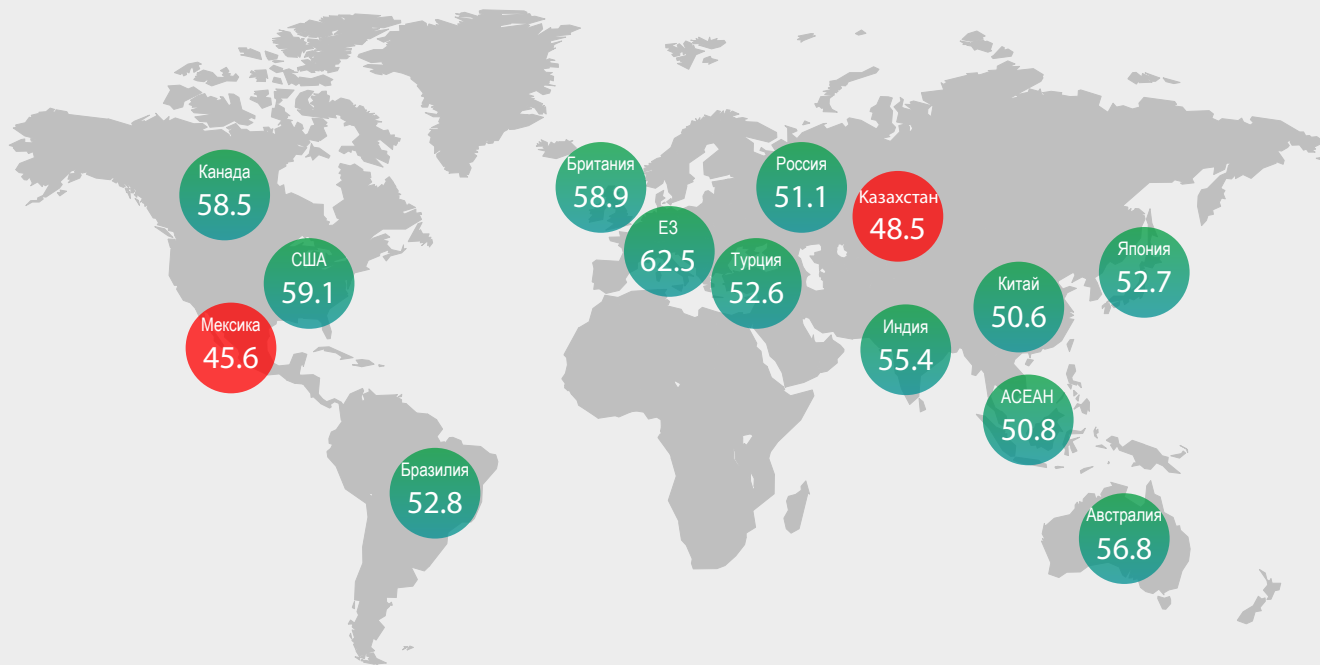 Канада
58.5
США
59.1
Мексика
45.6
Бразилия
52.8
Британия
58.9
ЕЗ
62.5
Турция
52.6
Россия
51.1
Казахстан
48.5
Индия
55.4
Китай
50.6
Япония
52.7
АСЕАН
50.8
Австралия
56.8